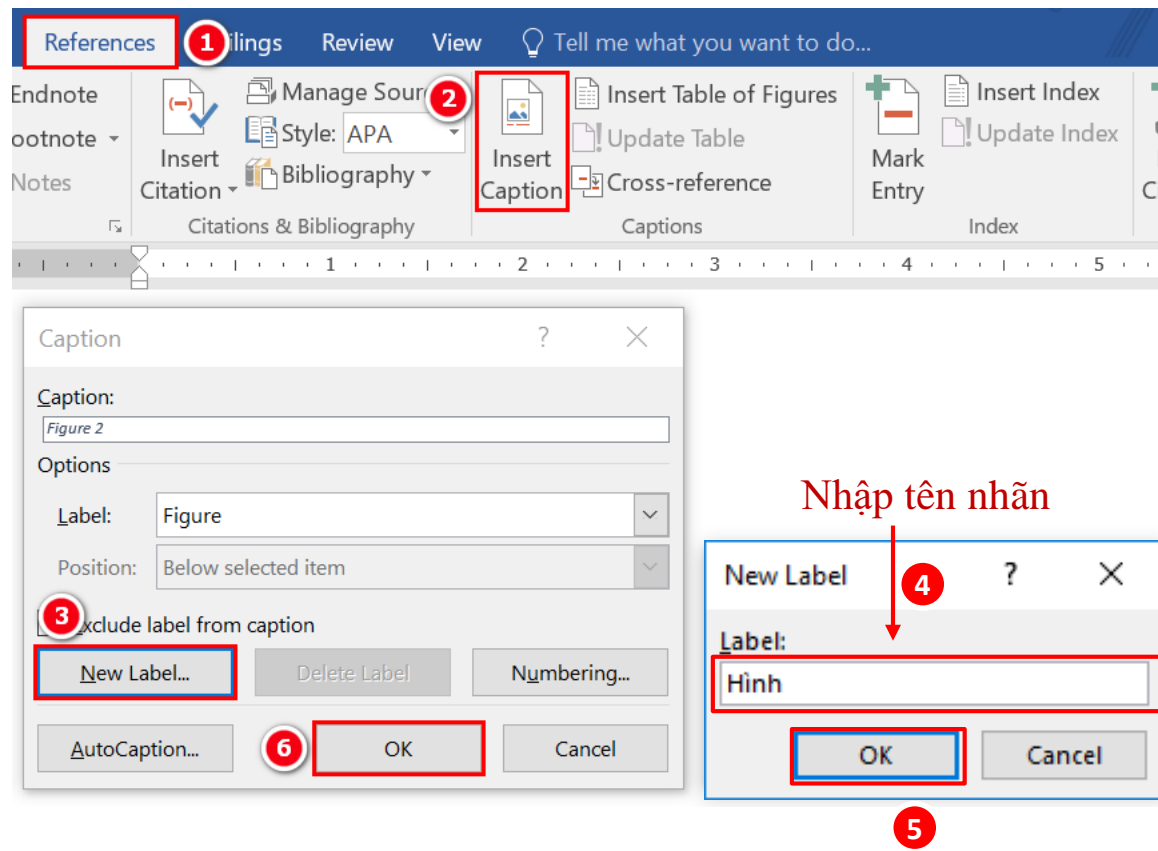 References 1 ilings Review View Tell me what you want to do...
Endnote
ootnote
Notes
Insert
Citation
Manage Sour 2
Style: APA
Bibliography
Citations & Bibliography
Insert
Caption
Insert Table of Figures
Update Table
Cross-reference
Captions
Mark
Entry
Insert Index
Update Index
Index
C
1 2 3 4 5
Caption ?
Caption:
Figure 2
Options
Label: Figure
Position: Below selected item
3 xclude label from caption
New Label... Delete Label Numbering...
AutoCaption... 6 OK Cancel
Nhập tên nhãn
New Label 4 ?
Label:
Hình
OK Cancel
5